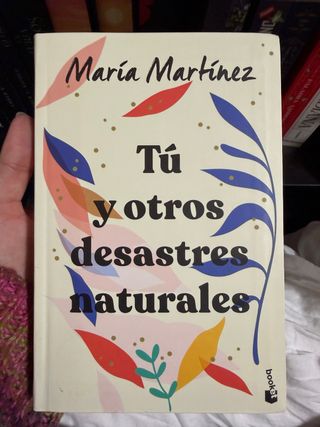 María Martínez
Tú
y otros
desastres
naturales
booket